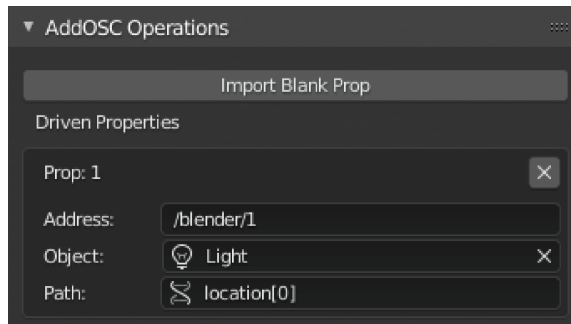 AddOSC Operations
Import Blank Prop
Driven Properties
Prop: 1
Address: /blender/1
Object: Light
Path: location[0]